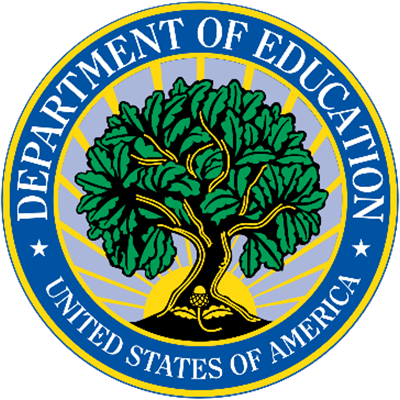 DEPARTMENT OF EDUCATION
UNITED STATES OF AMERICA